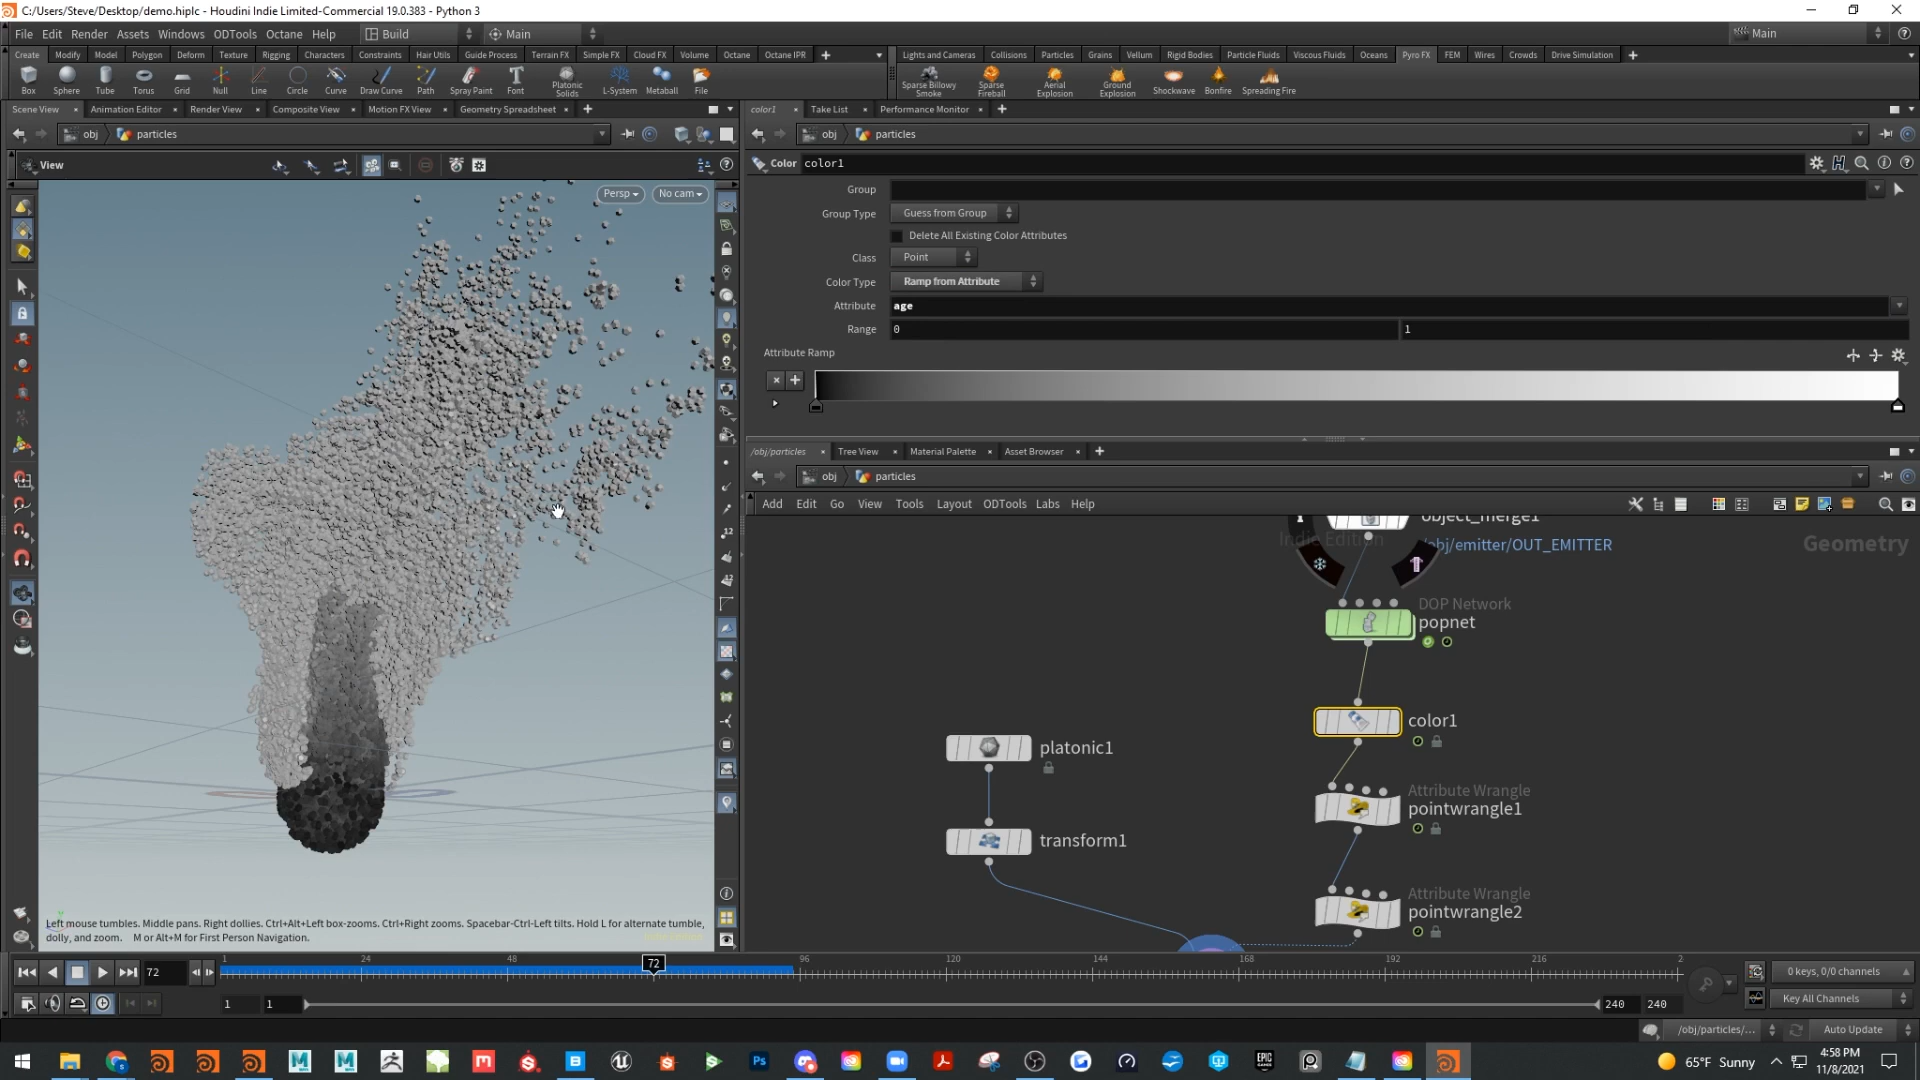 C:/Users/Steve/Desktop/demo.hiplc - Houdini Indie Limited-Commercial 19.0.383 - Python 3
File Edit Render Assets Windows ODTools Octane Help Build Main Main
Create Modify Model Polygon Deform Texture Rigging Characters Constraints Hair Utils Guide Process Terrain FX Simple FX Cloud FX Volume Octane Octane IPR
Lights and Cameras Collisions Particles Grains Vellum Rigid Bodies Particle Fluids Viscous Fluids Oceans Pyro FX FEM Wires Crowds Drive Simulation
Box Sphere Tube Torus Grid Null Line Circle Curve Draw Curve Path Spray Paint Font Platonic Solids L-System Metaball File
Sparse Billowy Smoke Sparse Fireball Aerial Explosion Ground Explosion Shockwave Bonfire Spreading Fire
Scene View Animation Editor Render View Composite View Motion FX View Geometry Spreadsheet
color1 Take List Performance Monitor
obj particles
obj particles
View
Persp No cam
Color color1
Group
Group Type Guess from Group
Delete All Existing Color Attributes
Class Point
Color Type Ramp from Attribute
Attribute age
Range 0 1
Attribute Ramp
/obj/particles Tree View Material Palette Asset Browser
obj particles
Add Edit Go View Tools Layout ODTools Labs Help
object_merge1
Indie Edition
/obj/emitter/OUT_EMITTER
Geometry
DOP Network
popnet
color1
platonic1
Attribute Wrangle
pointwrangle1
transform1
Attribute Wrangle
pointwrangle2
Left mouse tumbles. Middle pans. Right dollies. Ctrl+Alt+Left box-zooms. Ctrl+Right zooms. Spacebar-Ctrl-Left tilts. Hold L for alternate tumble,
dolly, and zoom. M or Alt+M for First Person Navigation.
72
1 24 48 72 96 120 144 168 192 216 2
0 keys, 0/0 channels
1 1 240 240
Key All Channels
/obj/particles/... Auto Update
65°F Sunny
4:58 PM
11/8/2021